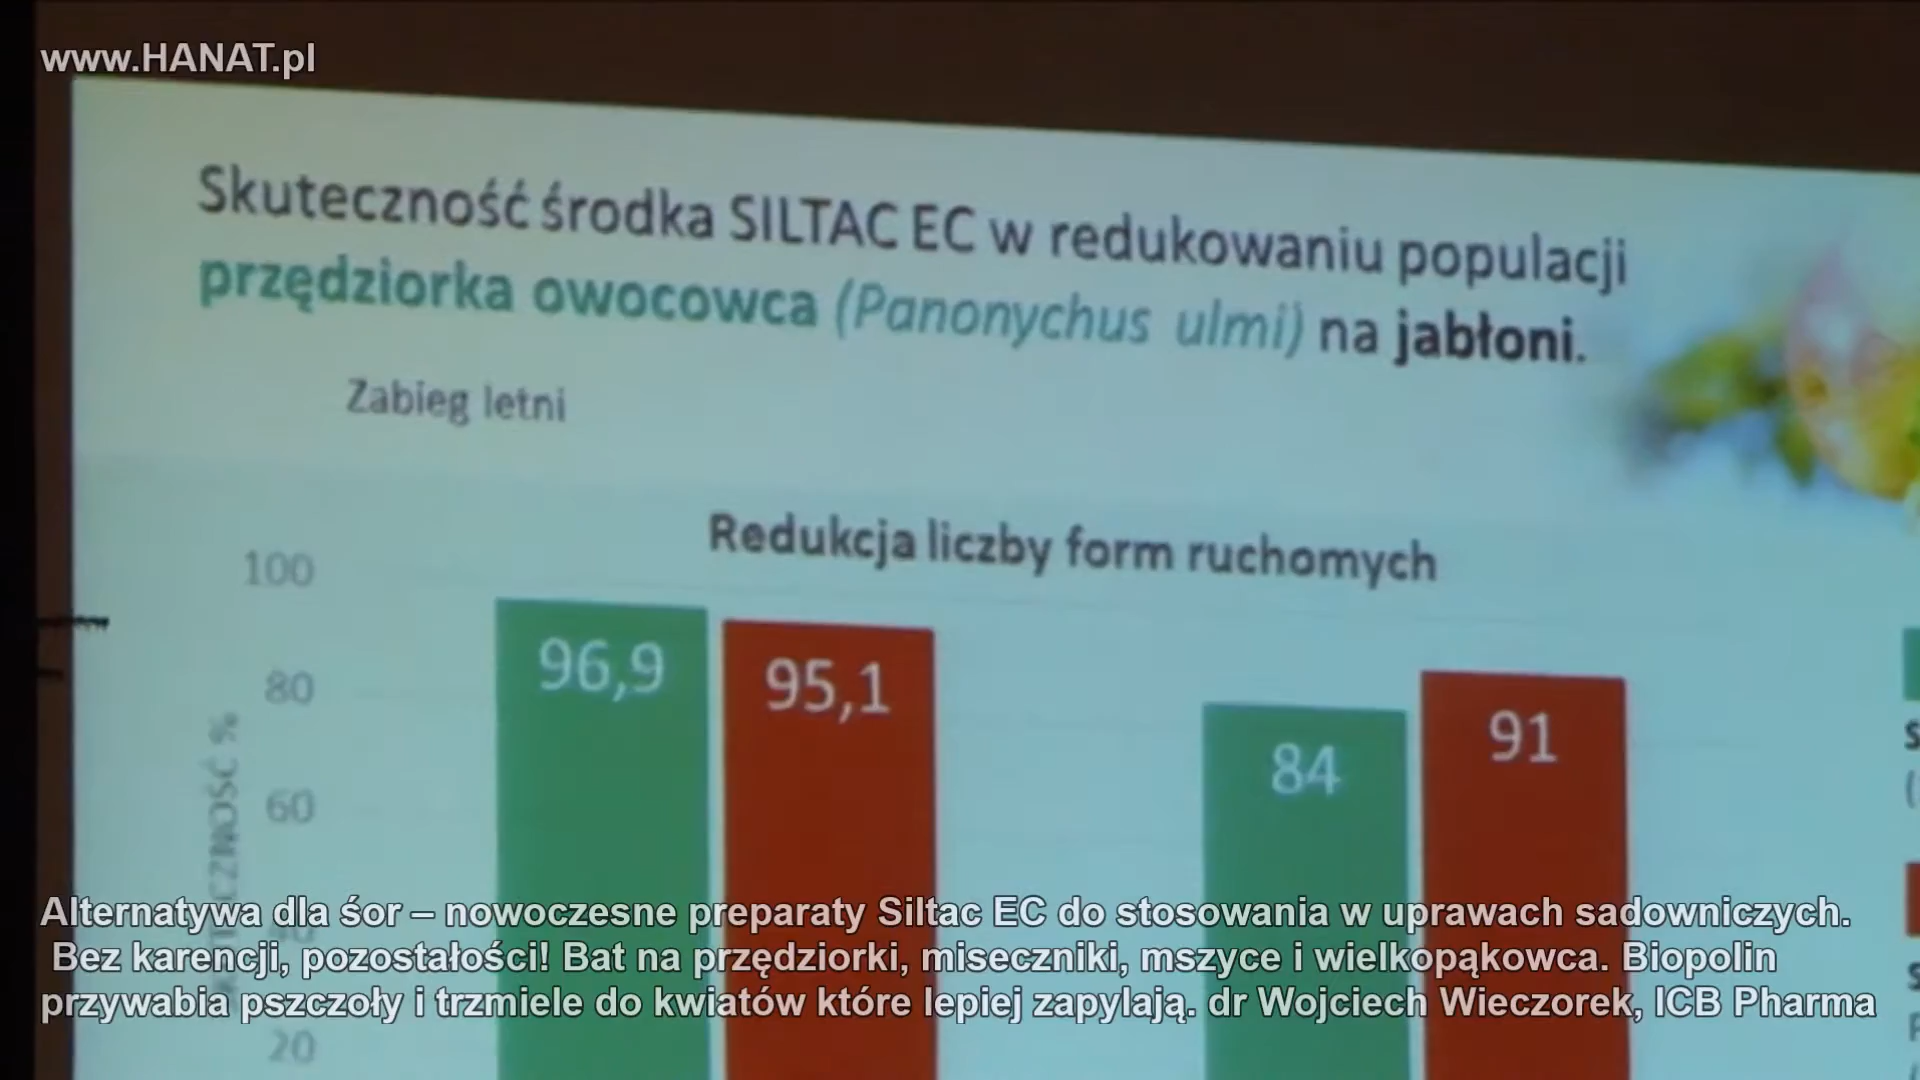 www.HANAT.pl
Skuteczność środka SILTAC EC w redukowaniu populacji
przędziorka owocowca (Panonychus ulmi) na jabłoni.
Zabieg letni
Redukcja liczby form ruchomych
100
80
60
20
96,9
95,1
84
91
Alternatywa dla śor – nowoczesne preparaty Siltac EC do stosowania w uprawach sadowniczych.
Bez karencji, pozostałości! Bat na przędziorki, miseczniki, mszyce i wielkopąkowca. Biopolin
przywabia pszczoły i trzmiele do kwiatów które lepiej zapylają. dr Wojciech Wieczorek, ICB Pharma